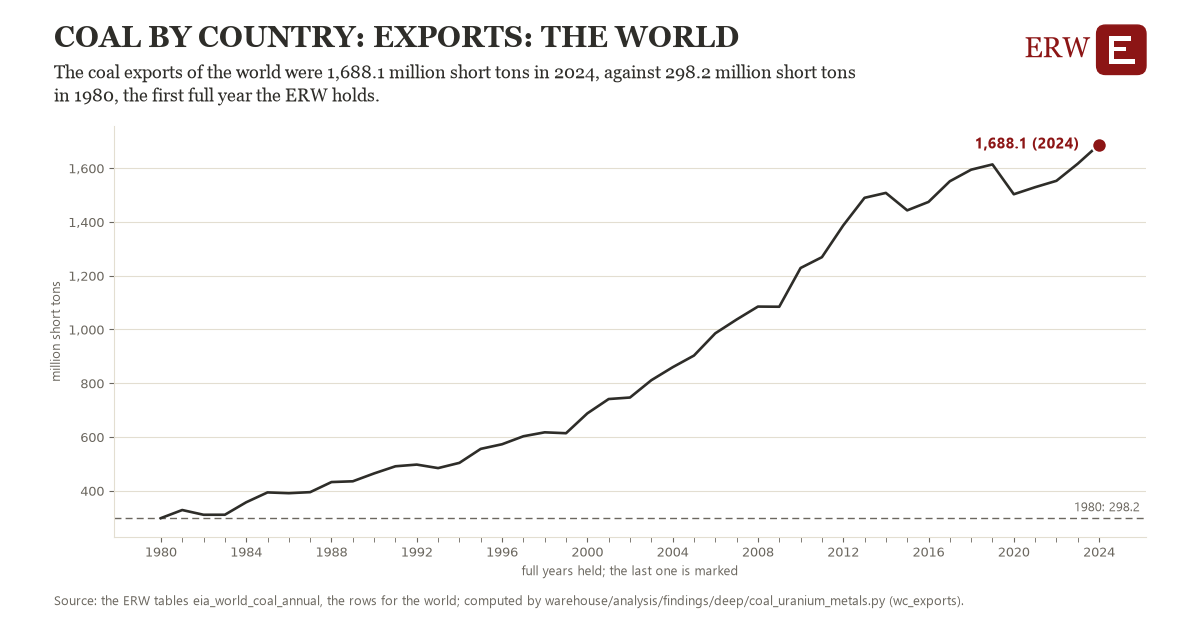 COAL BY COUNTRY: EXPORTS: THE WORLD
ERW E
The coal exports of the world were 1,688.1 million short tons in 2024, against 298.2 million short tons
in 1980, the first full year the ERW holds.
1,688.1 (2024)
1,600
1,400
1,200
1,000
800
600
400
million short tons
1980: 298.2
1980 1984 1988 1992 1996 2000 2004 2008 2012 2016 2020 2024
full years held; the last one is marked
Source: the ERW tables eia_world_coal_annual, the rows for the world; computed by warehouse/analysis/findings/deep/coal_uranium_metals.py (wc_exports).